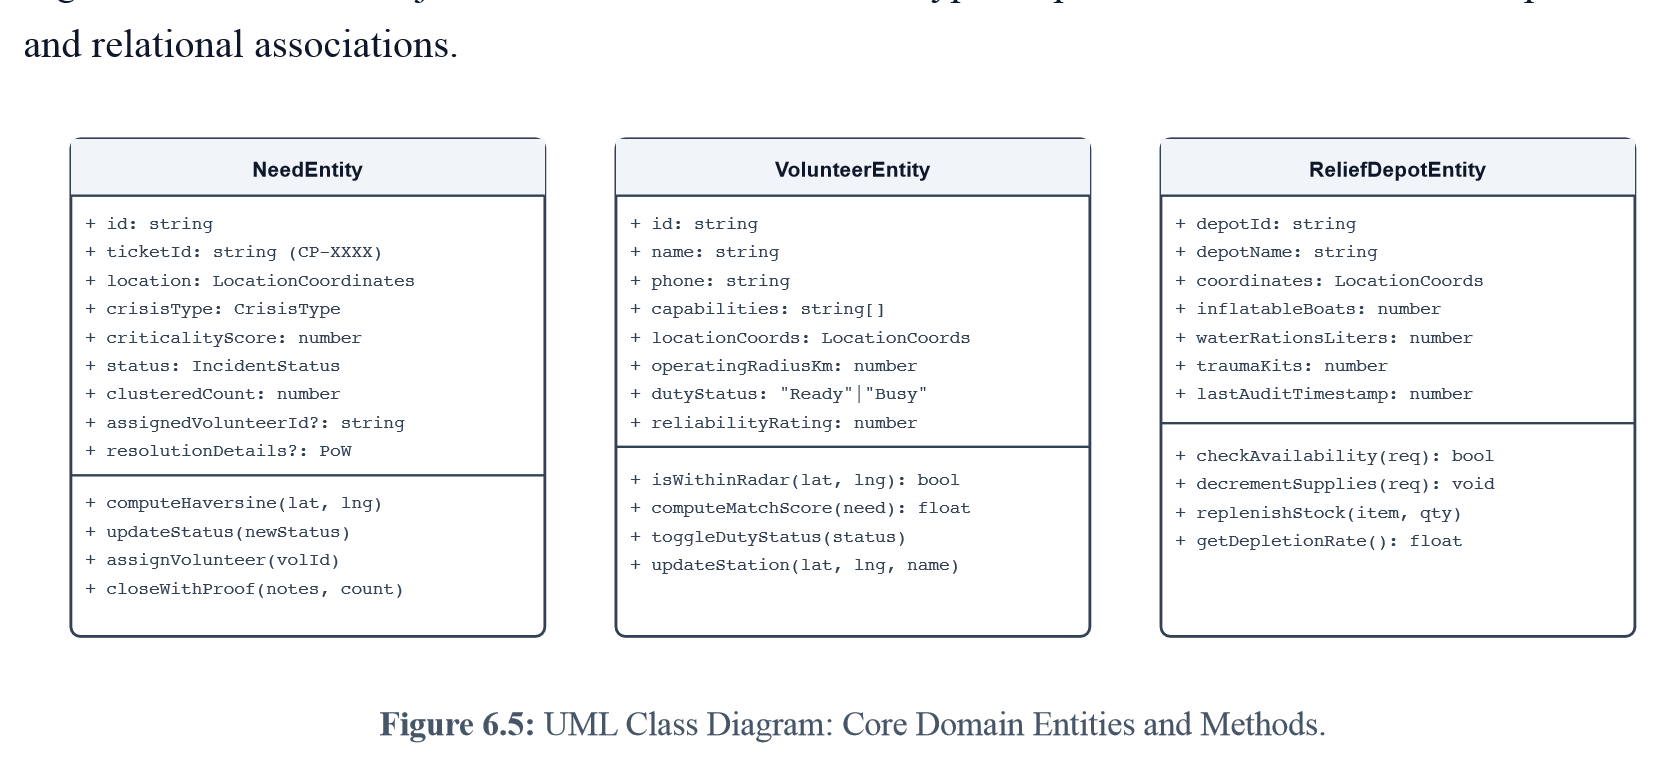 and relational associations.
NeedEntity
+ id: string
+ ticketId: string (CP-XXXX)
+ location: LocationCoordinates
+ crisisType: CrisisType
+ criticalityScore: number
+ status: IncidentStatus
+ clusteredCount: number
+ assignedVolunteerId?: string
+ resolutionDetails?: PoW
+ computeHaversine(lat, lng)
+ updateStatus(newStatus)
+ assignVolunteer(volId)
+ closeWithProof(notes, count)
VolunteerEntity
+ id: string
+ name: string
+ phone: string
+ capabilities: string[]
+ locationCoords: LocationCoords
+ operatingRadiusKm: number
+ dutyStatus: "Ready"|"Busy"
+ reliabilityRating: number
+ isWithinRadar(lat, lng): bool
+ computeMatchScore(need): float
+ toggleDutyStatus(status)
+ updateStation(lat, lng, name)
ReliefDepotEntity
+ depotId: string
+ depotName: string
+ coordinates: LocationCoords
+ inflatableBoats: number
+ waterRationsLiters: number
+ traumaKits: number
+ lastAuditTimestamp: number
+ checkAvailability(req): bool
+ decrementSupplies(req): void
+ replenishStock(item, qty)
+ getDepletionRate(): float
Figure 6.5: UML Class Diagram: Core Domain Entities and Methods.